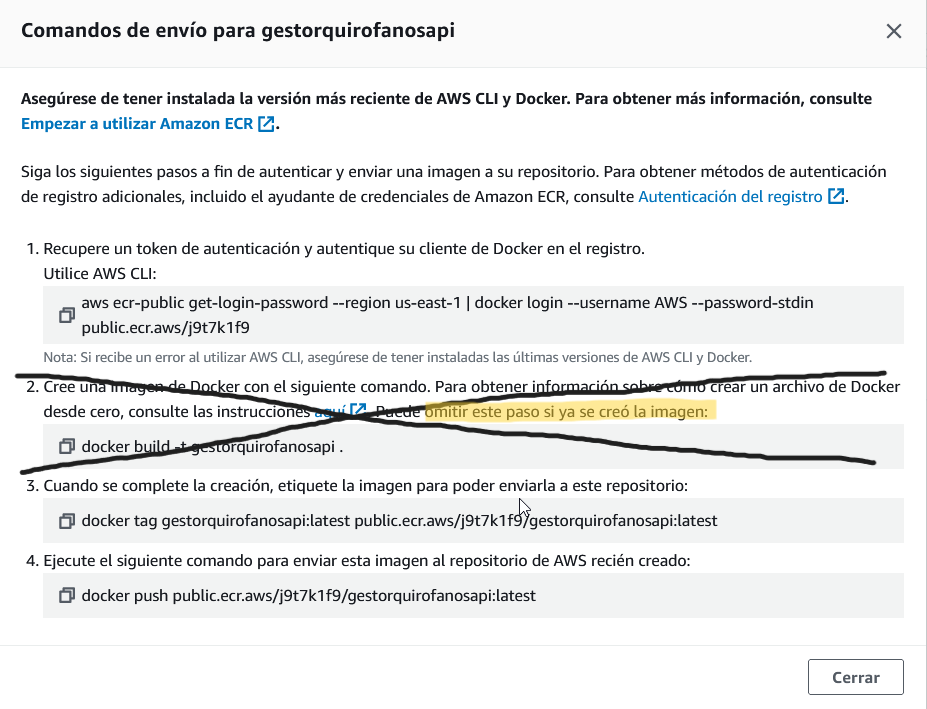 Comandos de envío para gestorquirofanosapi
Asegúrese de tener instalada la versión más reciente de AWS CLI y Docker. Para obtener más información, consulte
Empezar a utilizar Amazon ECR.
Siga los siguientes pasos a fin de autenticar y enviar una imagen a su repositorio. Para obtener métodos de autenticación
de registro adicionales, incluido el ayudante de credenciales de Amazon ECR, consulte Autenticación del registro.
1. Recupere un token de autenticación y autentique su cliente de Docker en el registro.
Utilice AWS CLI:
aws ecr-public get-login-password --region us-east-1 | docker login --username AWS --password-stdin
public.ecr.aws/j9t7k1f9
Nota: Si recibe un error al utilizar AWS CLI, asegúrese de tener instaladas las últimas versiones de AWS CLI y Docker.
2. Cree una imagen de Docker con el siguiente comando. Para obtener información sobre cómo crear un archivo de Docker
desde cero, consulte las instrucciones aquí. Puede omitir este paso si ya se creó la imagen:
docker build -t gestorquirofanosapi .
3. Cuando se complete la creación, etiquete la imagen para poder enviarla a este repositorio:
docker tag gestorquirofanosapi:latest public.ecr.aws/j9t7k1f9/gestorquirofanosapi:latest
4. Ejecute el siguiente comando para enviar esta imagen al repositorio de AWS recién creado:
docker push public.ecr.aws/j9t7k1f9/gestorquirofanosapi:latest
Cerrar